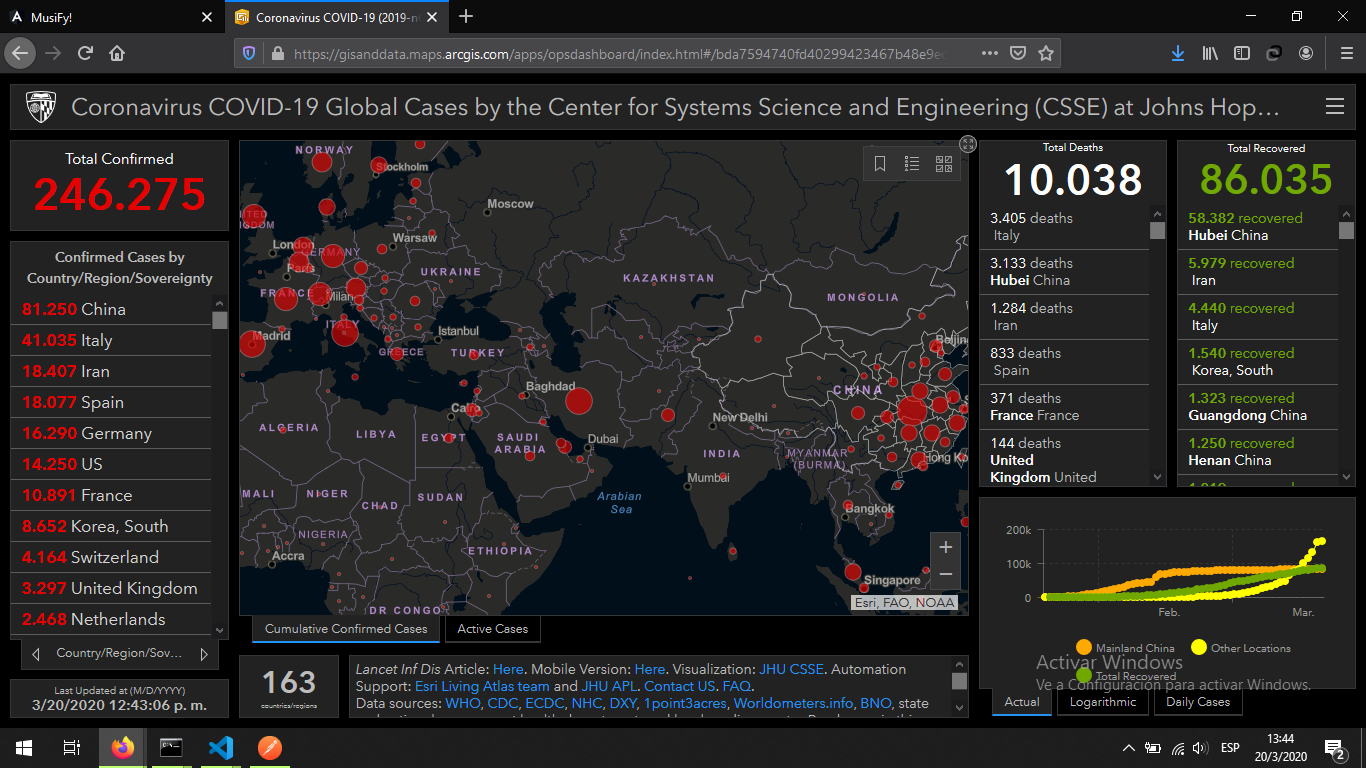 MusiFy!
Coronavirus COVID-19 (2019-n
https://gisanddata.maps.arcgis.com/apps/opsdashboard/index.html#/bda7594740fd40299423467b48e9e
Coronavirus COVID-19 Global Cases by the Center for Systems Science and Engineering (CSSE) at Johns Hop...
Total Confirmed
246.275
Confirmed Cases by
Country/Region/Sovereignty
81.250 China
41.035 Italy
18.407 Iran
18.077 Spain
16.290 Germany
14.250 US
10.891 France
8.652 Korea, South
4.164 Switzerland
3.297 United Kingdom
2.468 Netherlands
Country/Region/Sov...
Last Updated at (M/D/YYYY)
3/20/2020 12:43:06 p. m.
NORWAY
Stockholm
Moscow
UNITED
KINGDOM
London
Warsaw
GERMANY
Paris
UKRAINE
KAZAKHSTAN
FRANCE
Milan
MONGOLIA
Madrid
ITALY
Istanbul
Beijing
GREECE
TURKEY
Baghdad
CHINA
Cairo
New Delhi
ALGERIA
LIBYA
EGYPT
SAUDI
ARABIA
Dubai
INDIA
MYANMAR
(BURMA)
Hong Ko
Mumbai
MALI
NIGER
CHAD
SUDAN
Arabian
Sea
Bangkok
NIGERIA
Accra
ETHIOPIA
Singapore
DR CONGO
Esri, FAO, NOAA
Cumulative Confirmed Cases
Active Cases
163
countries/regions
Lancet Inf Dis Article: Here. Mobile Version: Here. Visualization: JHU CSSE. Automation
Support: Esri Living Atlas team and JHU APL. Contact US. FAQ.
Data sources: WHO, CDC, ECDC, NHC, DXY, 1point3acres, Worldometers.info, BNO, state
Total Deaths
10.038
3.405 deaths
Italy
3.133 deaths
Hubei China
1.284 deaths
Iran
833 deaths
Spain
371 deaths
France France
144 deaths
United
Kingdom United
Total Recovered
86.035
58.382 recovered
Hubei China
5.979 recovered
Iran
4.440 recovered
Italy
1.540 recovered
Korea, South
1.323 recovered
Guangdong China
1.250 recovered
Henan China
200k
100k
0
Feb.
Mar.
Mainland China
Other Locations
Total Recovered
Activar Windows
Ve a Configuración para activar Windows.
Actual
Logarithmic
Daily Cases
ESP
13:44
20/3/2020
2